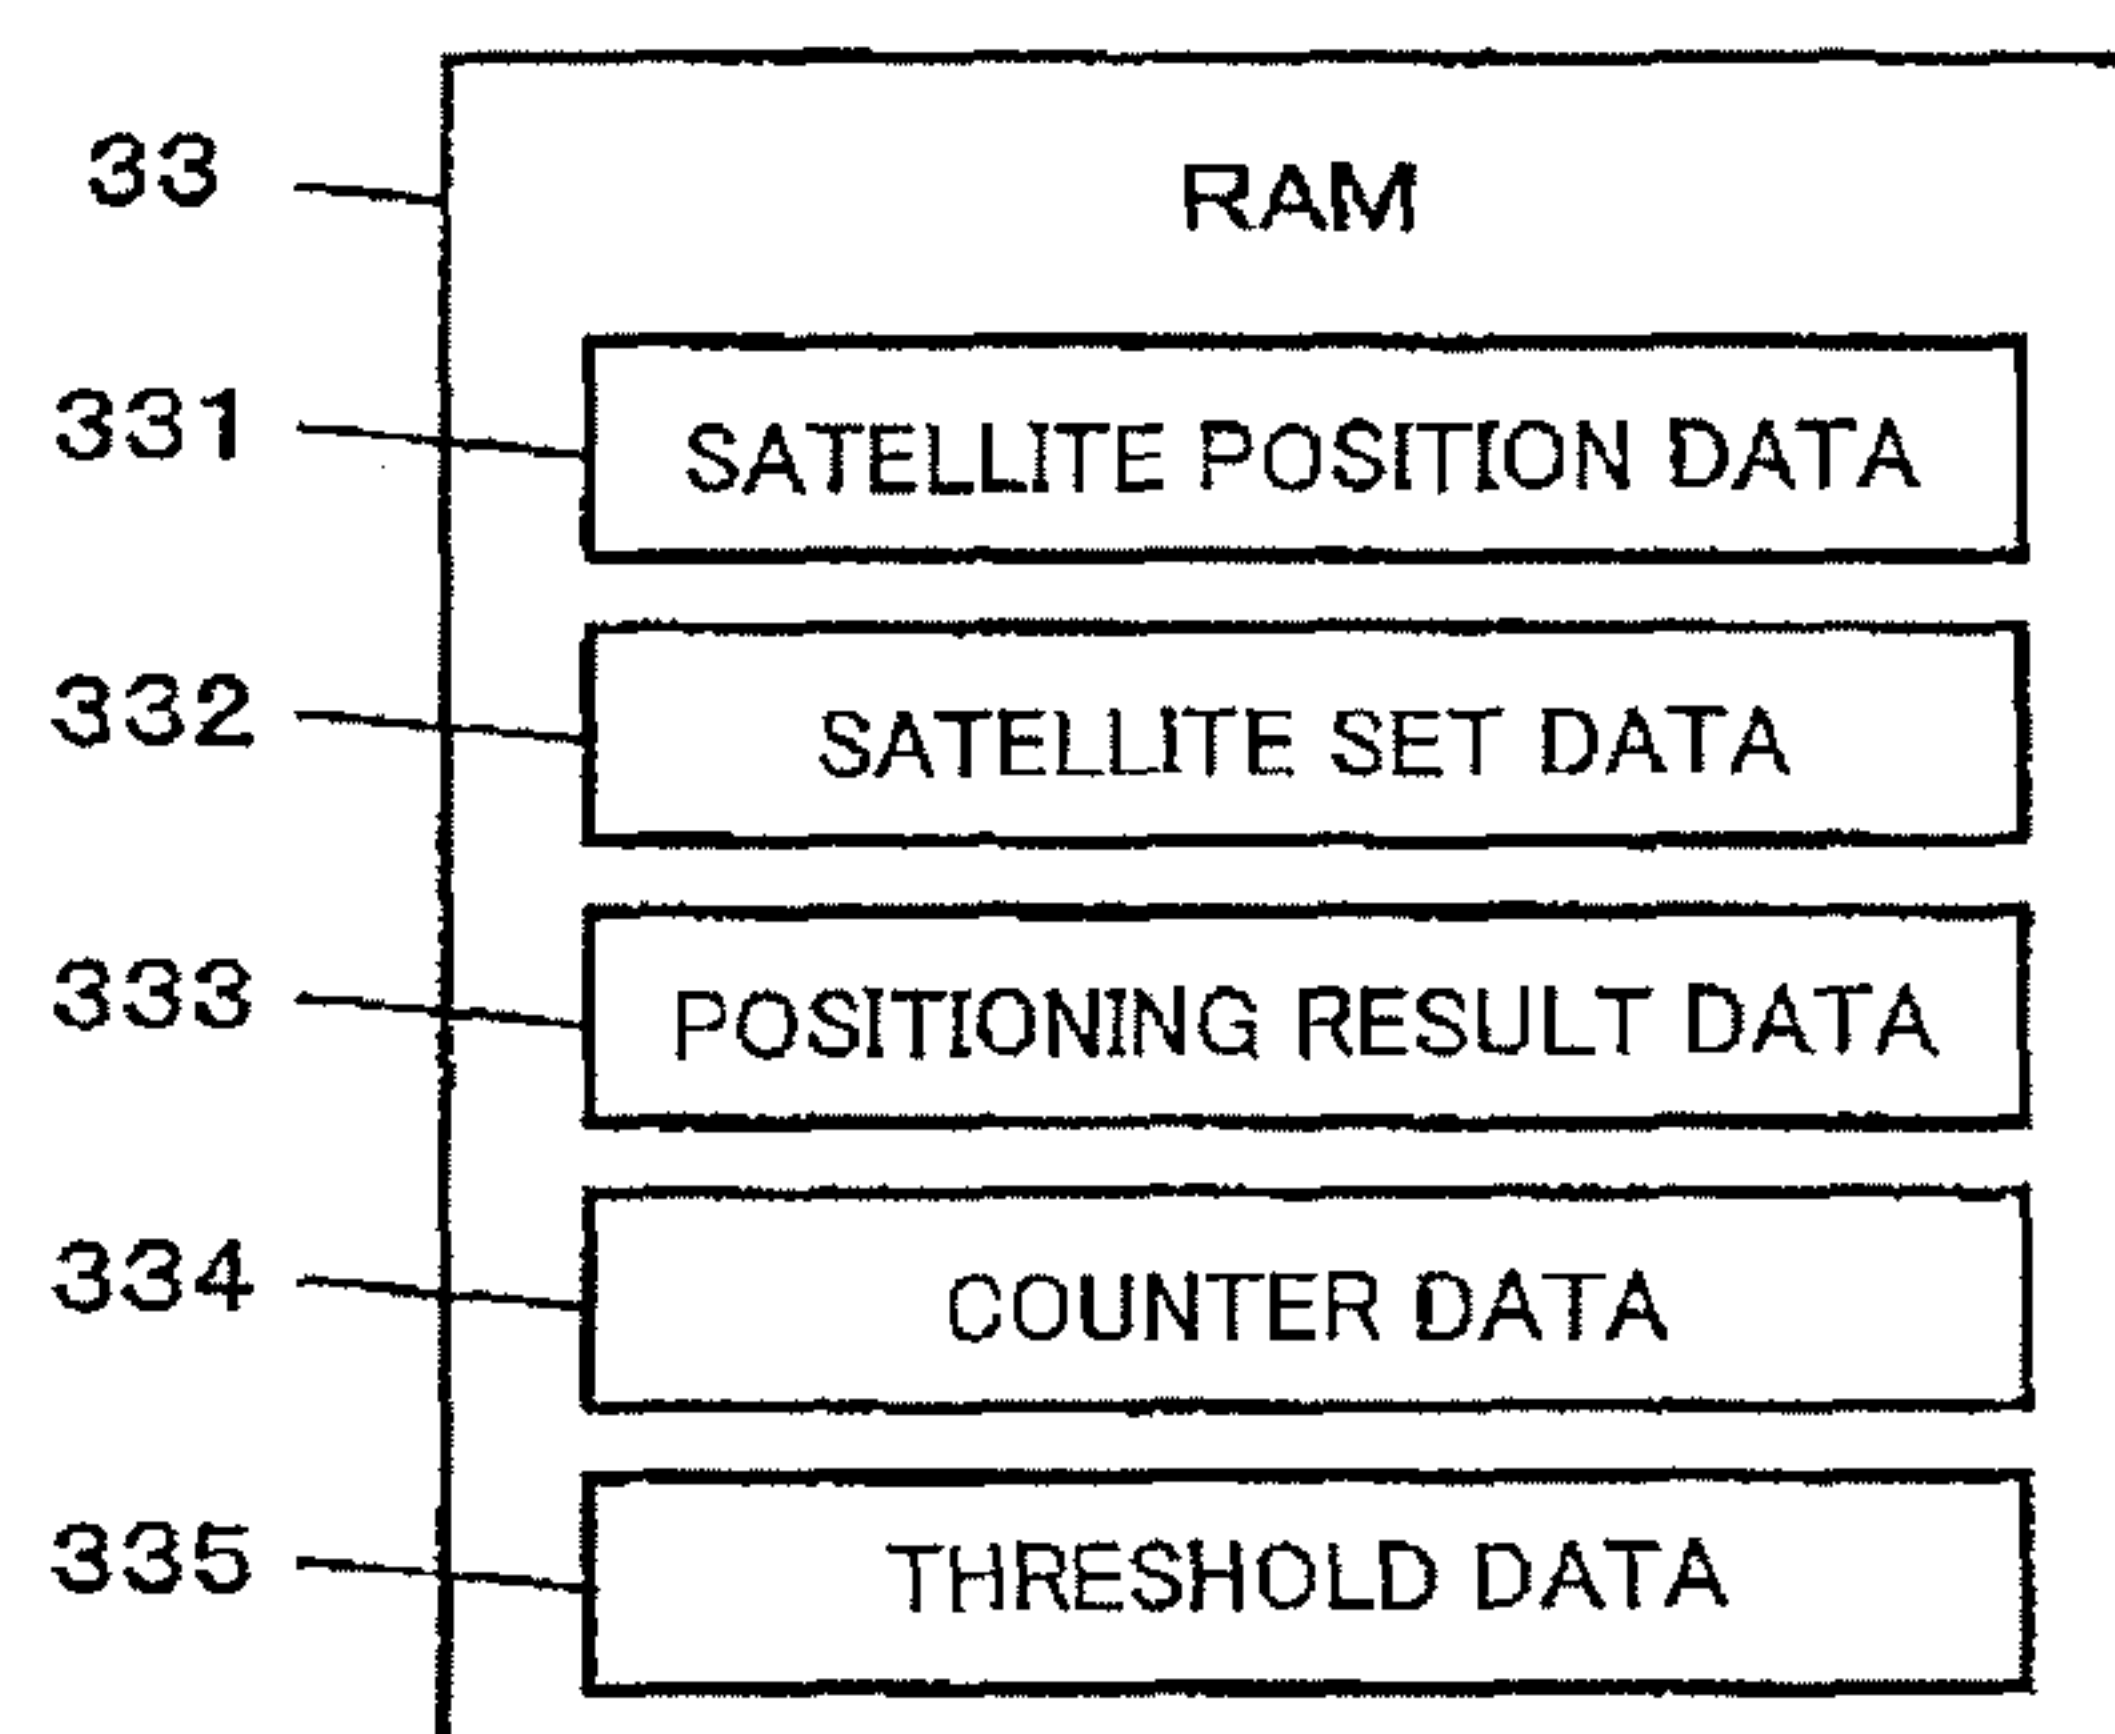 33 RAM
331 SATELLITE POSITION DATA
332 SATELLITE SET DATA
333 POSITIONING RESULT DATA
334 COUNTER DATA
335 THRESHOLD DATA